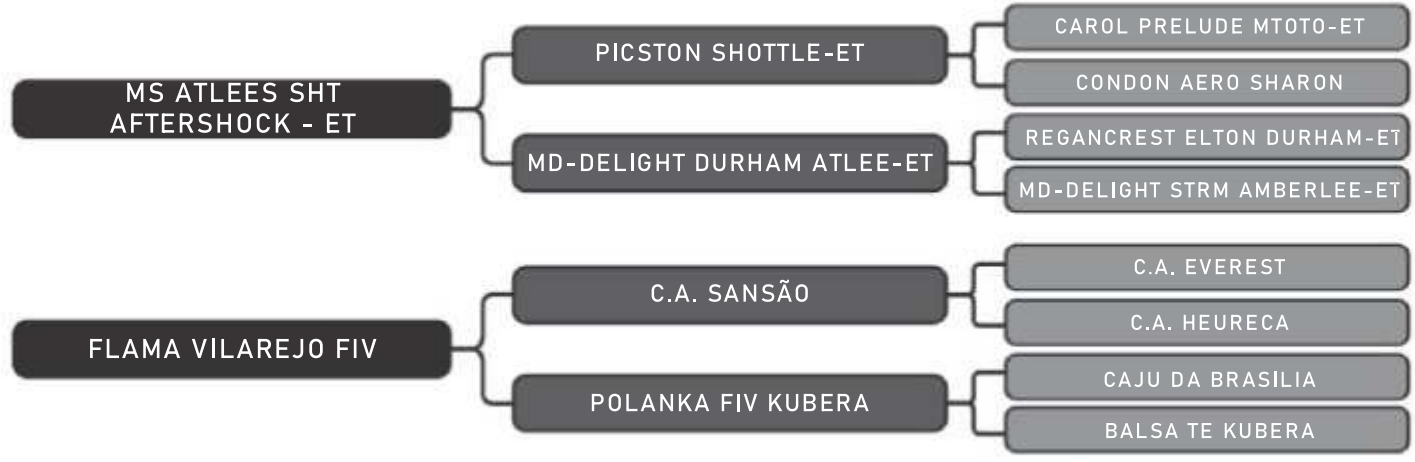 MS ATLEES SHT
AFTERSHOCK - ET
PICSTON SHOTTLE-ET
CAROL PRELUDE MTOTO-ET
CONDON AERO SHARON
MD-DELIGHT DURHAM ATLEE-ET
REGANCREST ELTON DURHAM-ET
MD-DELIGHT STRM AMBERLEE-ET
FLAMA VILAREJO FIV
C.A. SANSÃO
C.A. EVEREST
C.A. HEURECA
POLANKA FIV KUBERA
CAJU DA BRASILIA
BALSA TE KUBERA